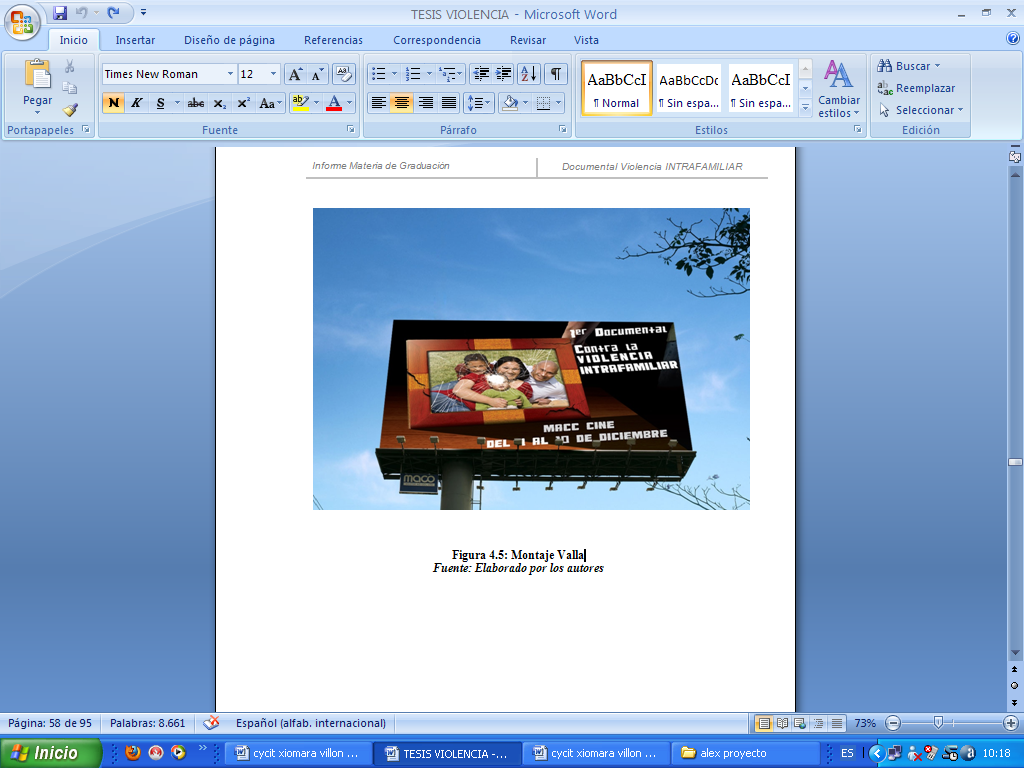 TESIS VIOLENCIA - Microsoft Word
Inicio Insertar Diseño de página Referencias Correspondencia Revisar Vista
Pegar
Times New Roman 12
N K S abc x₂ x² Aa
AaBbCcI AaBbCcDc AaBbCcI
¶ Normal ¶ Sin espa... ¶ Sin espa...
Cambiar estilos
Buscar
Reemplazar
Seleccionar
Portapapeles Fuente Párrafo Estilos Edición
Informe Materia de Graduación Documental Violencia INTRAFAMILIAR
1er Documental
Contra la
VIOLENCIA
INTRAFAMILIAR
MACC CINE
DE DICIEMBRE
Figura 4.5: Montaje Valla
Fuente: Elaborado por los autores
Página: 58 de 95 Palabras: 8.661 Español (alfab. internacional) 73%
Inicio cycit xiomara villon ... TESIS VIOLENCIA -... cycit xiomara villon ... alex proyecto ES 10:18